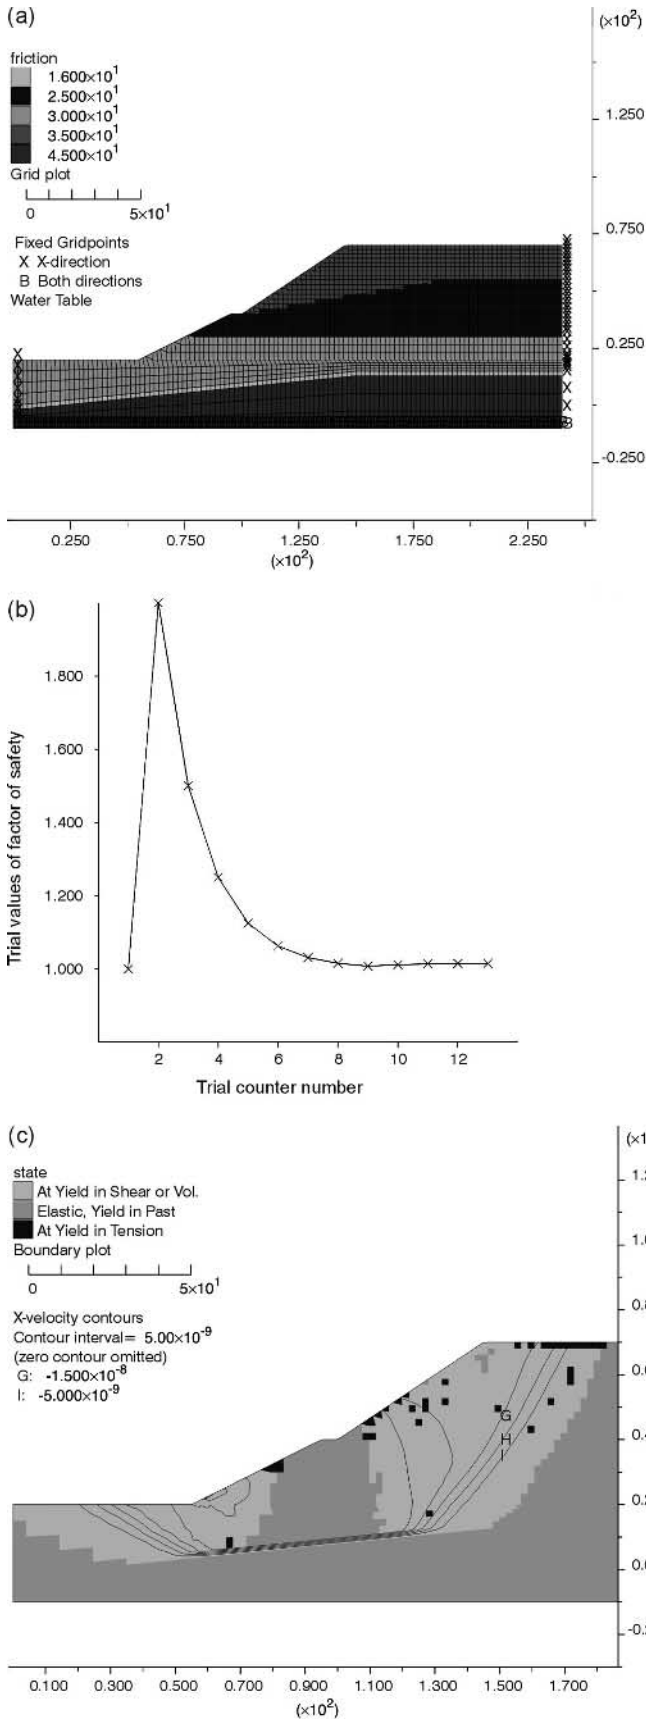 (a)
(×10²)
friction
1.600×10¹
2.500×10¹
3.000×10¹
3.500×10¹
4.500×10¹
Grid plot
0 5×10¹
Fixed Gridpoints
X X-direction
B Both directions
Water Table
1.250
0.750
0.250
-0.250
0.250 0.750 1.250 1.750 2.250
(×10²)
(b)
1.800
1.600
1.400
1.200
1.000
Trial values of factor of safety
2 4 6 8 10 12
Trial counter number
(c)
state
At Yield in Shear or Vol.
Elastic, Yield in Past
At Yield in Tension
Boundary plot
0 5×10¹
X-velocity contours
Contour interval= 5.00×10⁻⁹
(zero contour omitted)
G: -1.500×10⁻⁸
I: -5.000×10⁻⁹
G
H
I
0.100 0.300 0.500 0.700 0.900 1.100 1.300 1.500 1.700
(×10²)